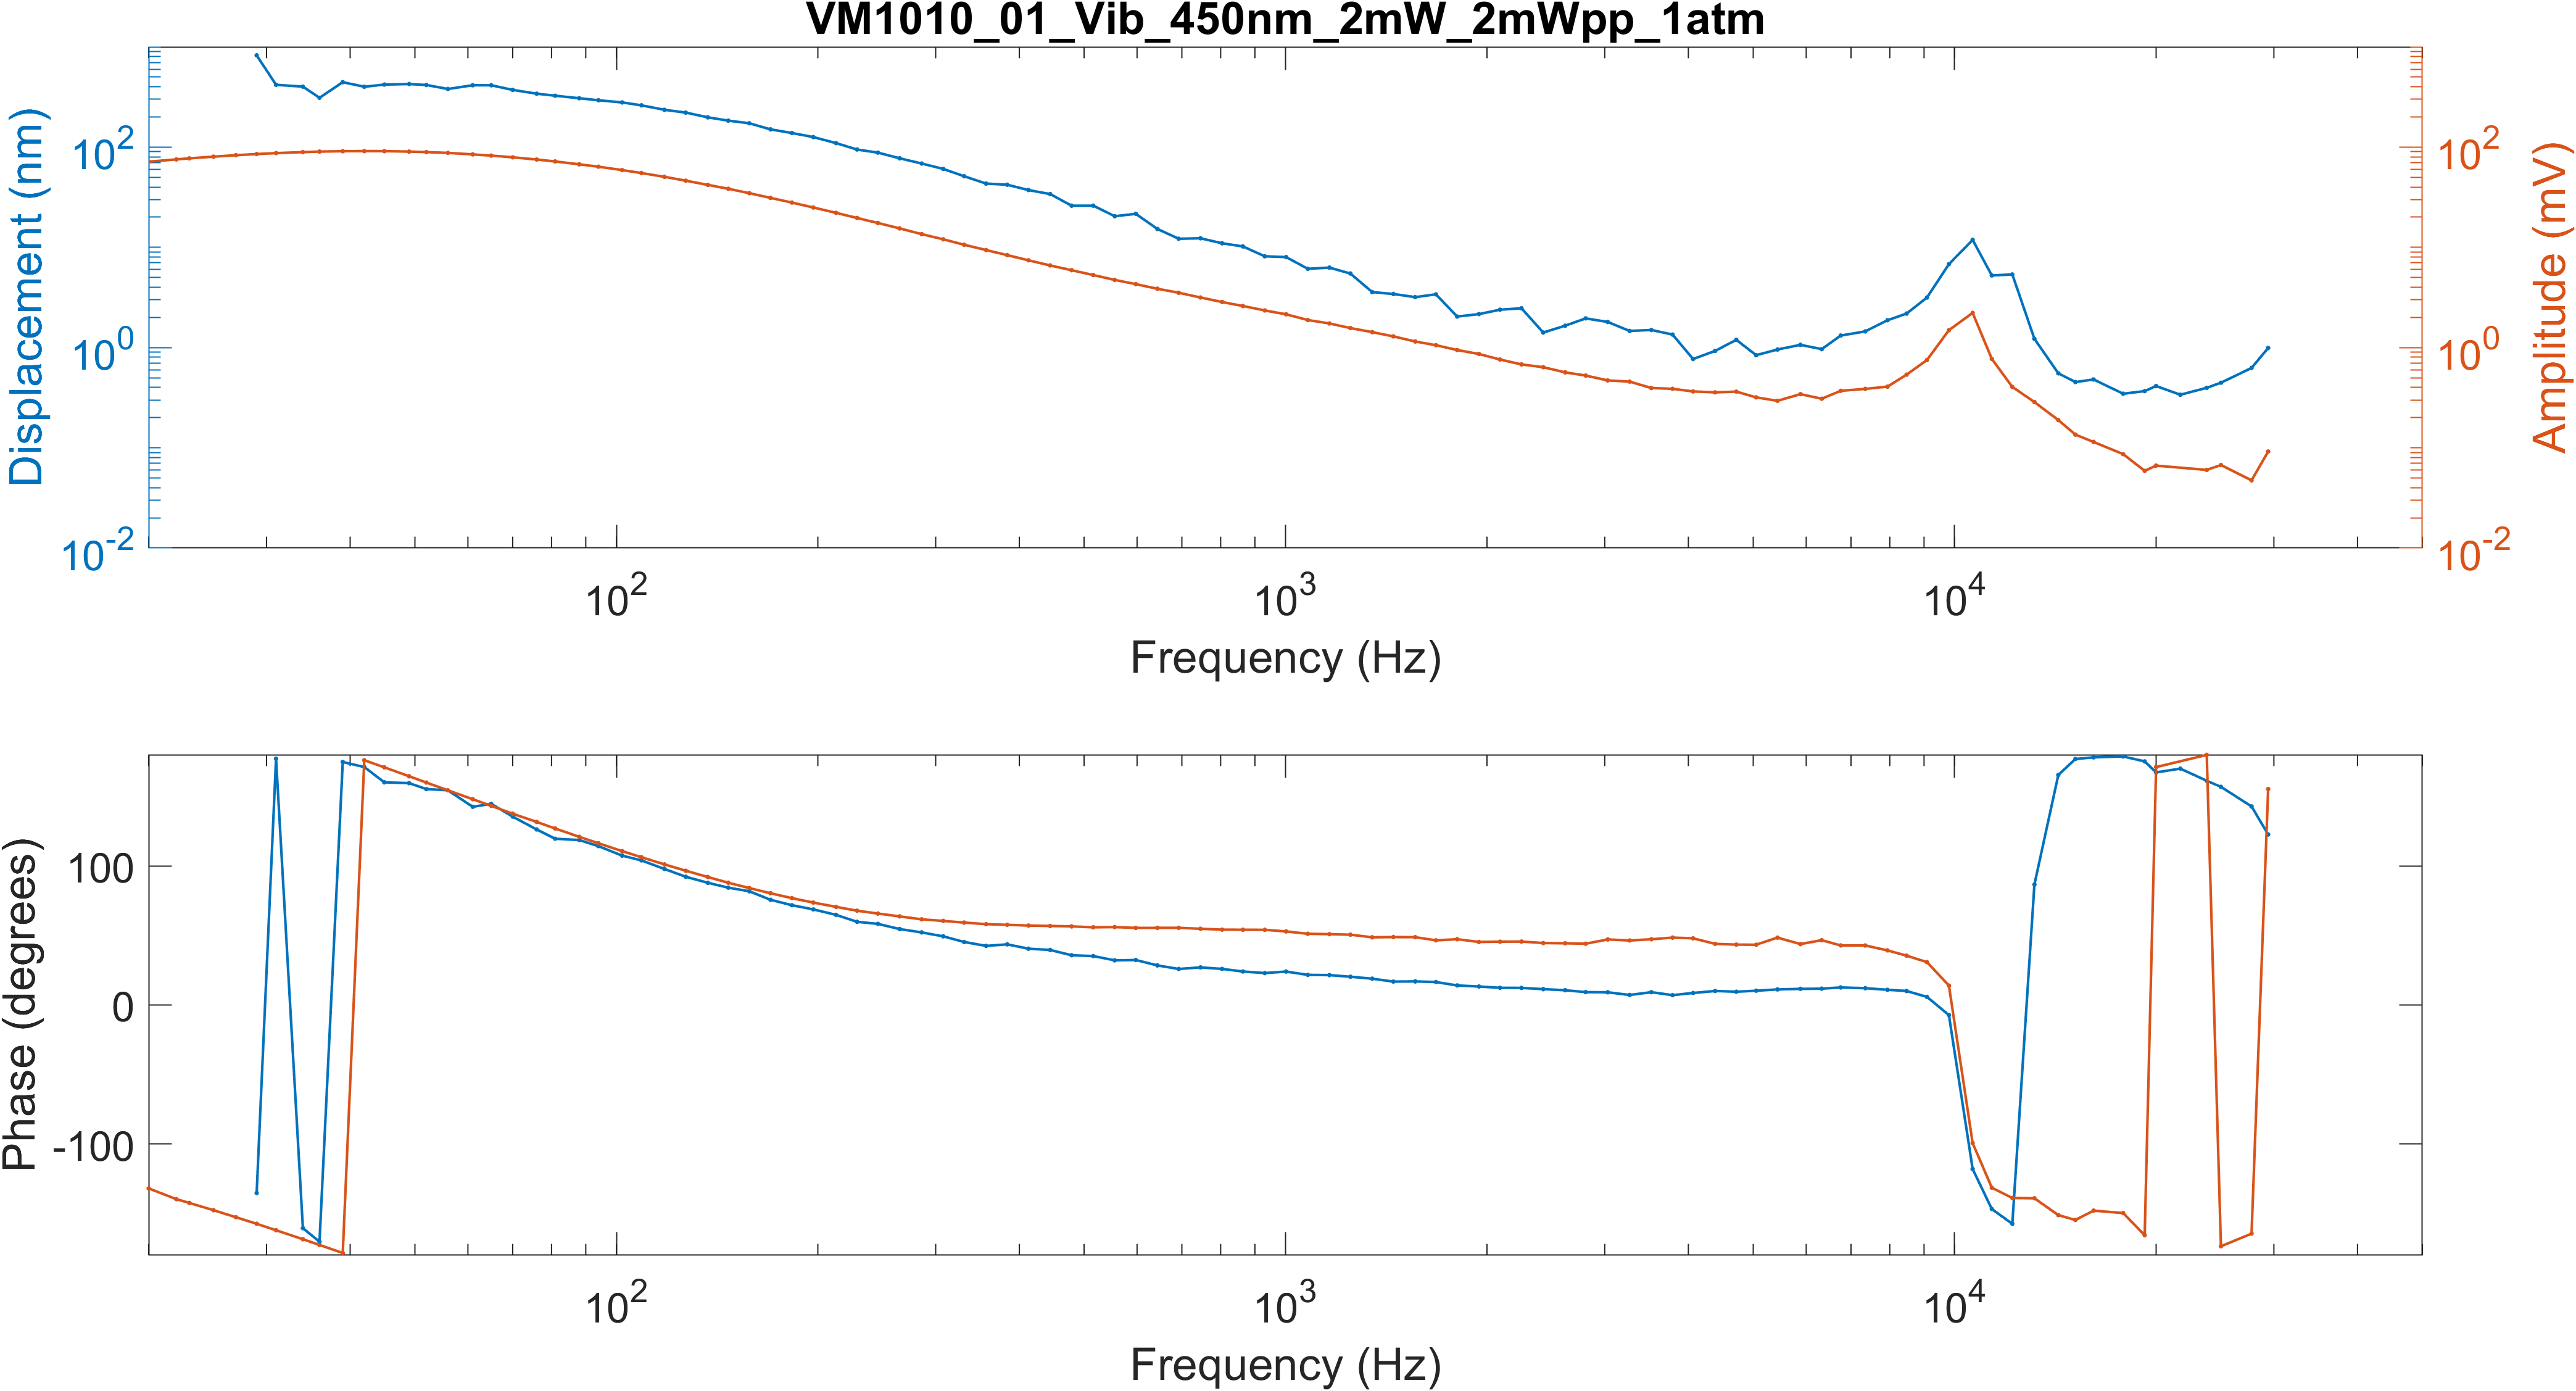 VM1010_01_Vib_450nm_2mW_2mWpp_1atm
Displacement (nm)
10^2
10^0
10^-2
10^2
10^0
10^-2
Amplitude (mV)
10^2
10^3
10^4
Frequency (Hz)
Phase (degrees)
100
0
-100
10^2
10^3
10^4
Frequency (Hz)